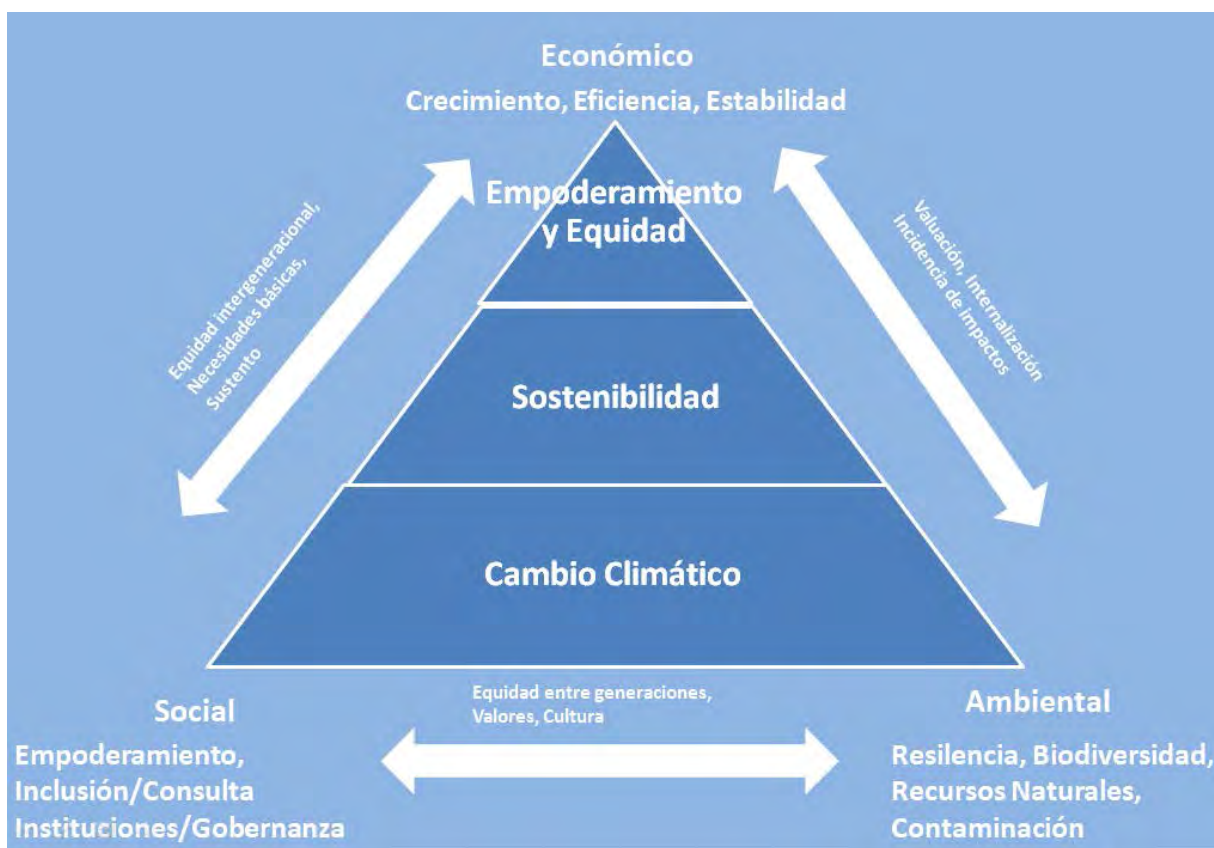 Económico
Crecimiento, Eficiencia, Estabilidad
Empoderamiento
y Equidad
Equidad intergeneracional,
Necesidades básicas,
Sustento
Valuación, Internalización
Incidencia de impactos
Sostenibilidad
Cambio Climático
Equidad entre generaciones,
Valores, Cultura
Social
Empoderamiento,
Inclusión/Consulta
Instituciones/Gobernanza
Ambiental
Resilencia, Biodiversidad,
Recursos Naturales,
Contaminación